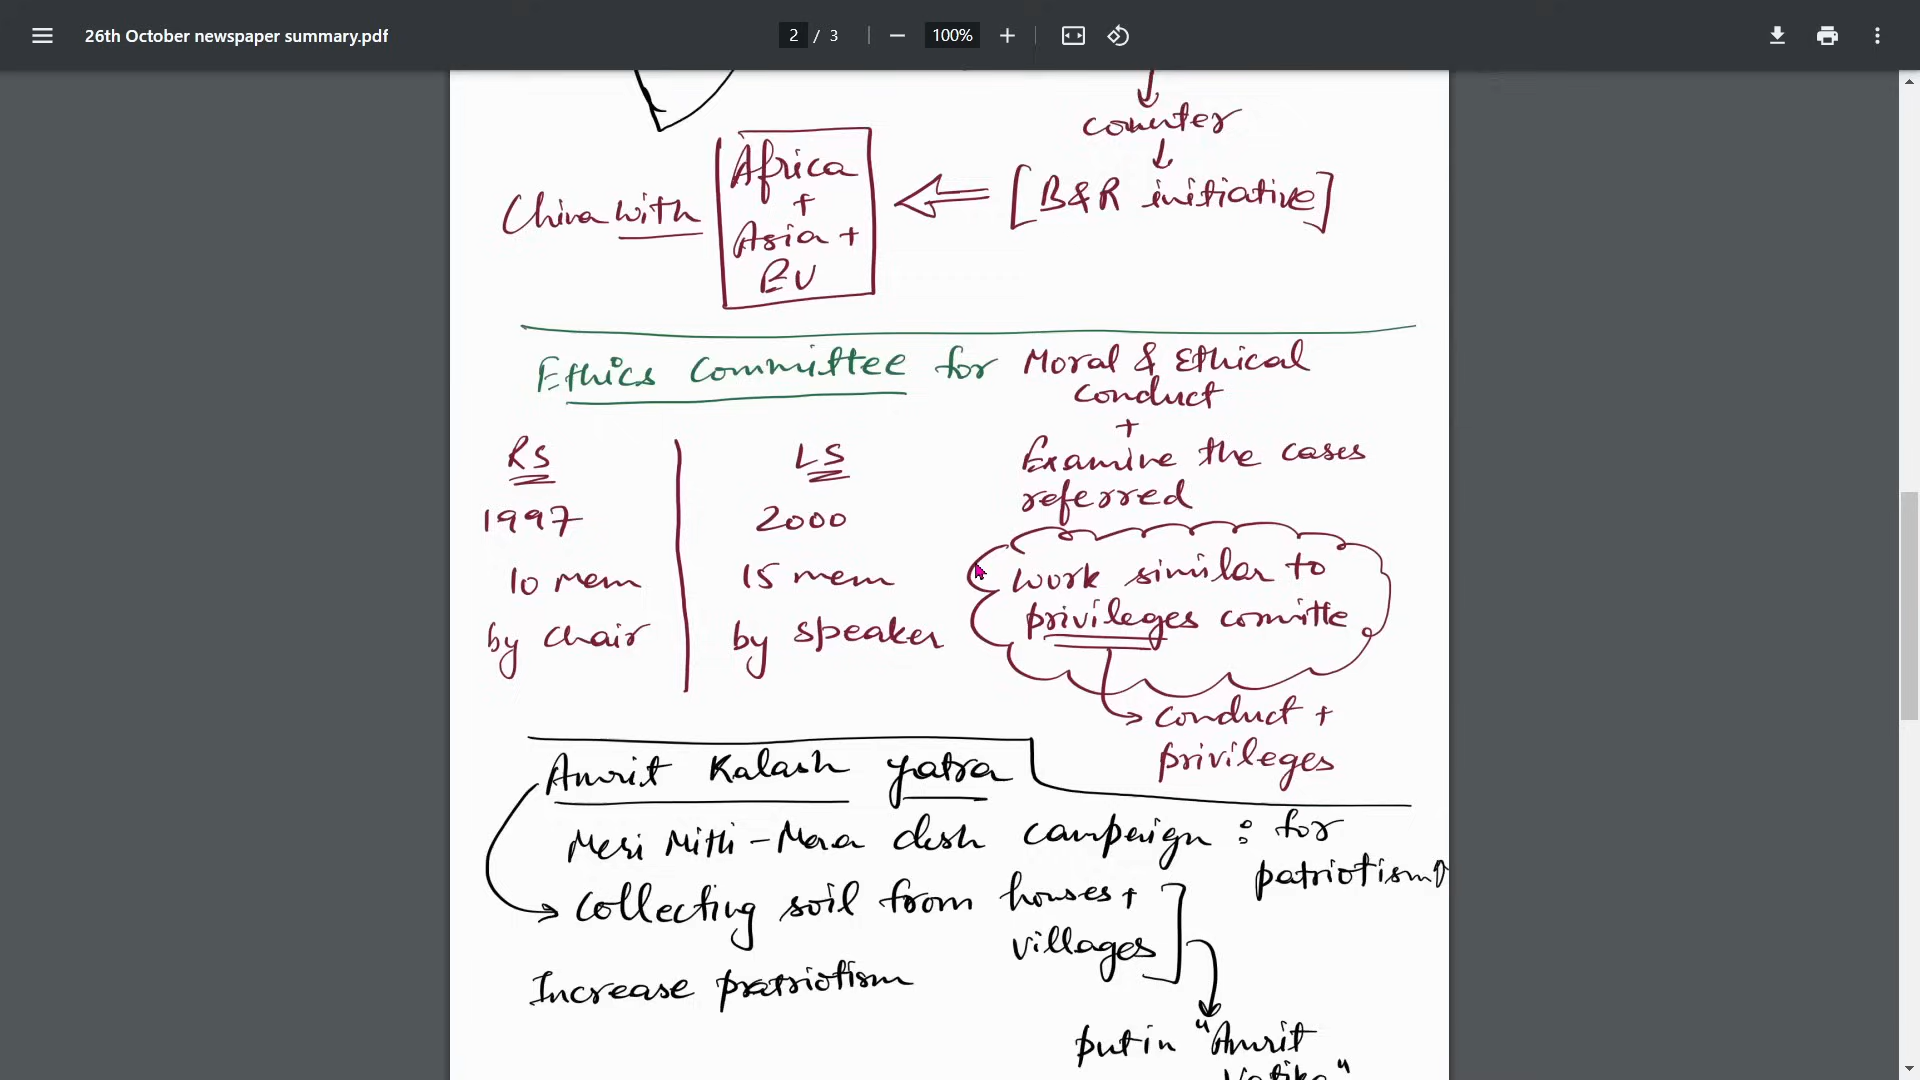 26th October newspaper summary.pdf
2 / 3
100%
counter
[B&R initiative]
China with
Africa
+
Asia +
EU
Ethics Committee for Moral & Ethical
conduct
+
Examine the cases
referred
RS
1997
10 mem
by chair
LS
2000
15 mem
by speaker
work similar to
privileges comitte
conduct +
privileges
Amrit Kalash yatra
Meri Mitti - Mera desh campaign : for
patriotism
Collecting soil from houses +
villages
Increase patriotism
put in "Amrit
Vatika"